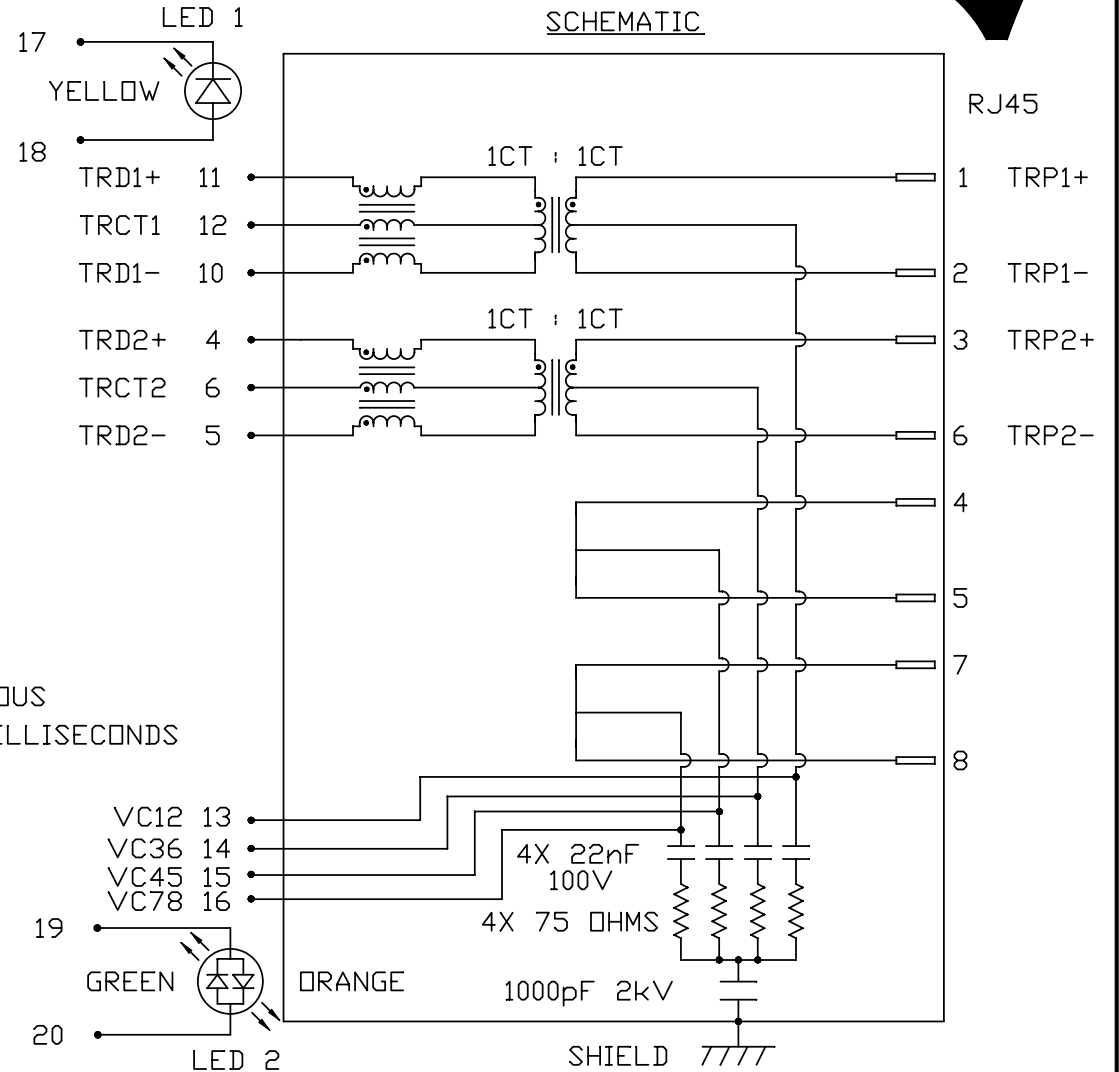 SCHEMATIC
LED 1
17
YELLOW
18
RJ45
1CT : 1CT
TRD1+ 11
1 TRP1+
TRCT1 12
TRD1- 10
2 TRP1-
1CT : 1CT
TRD2+ 4
3 TRP2+
TRCT2 6
TRD2- 5
6 TRP2-
4
5
7
OUS
ELLISECONDS
8
VC12 13
VC36 14
VC45 15
VC78 16
4X 22nF
100V
4X 75 OHMS
19
GREEN
ORANGE
1000pF 2kV
20
LED 2
SHIELD